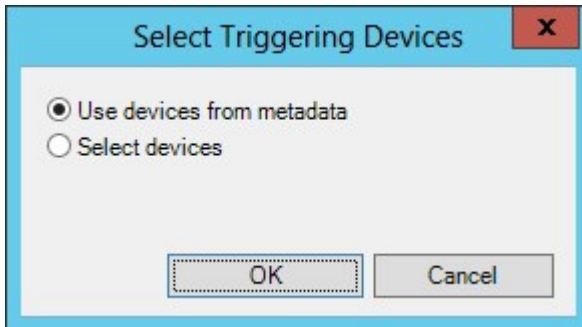 Select Triggering Devices
x
Use devices from metadata
Select devices
OK
Cancel